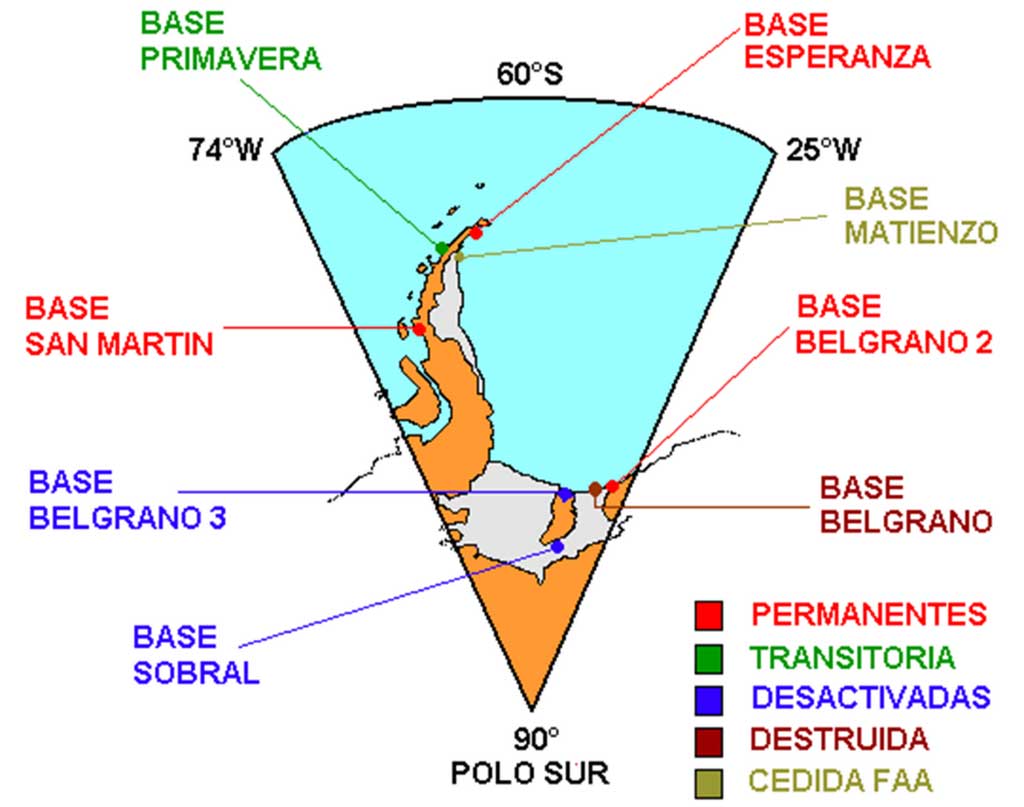 BASE
PRIMAVERA
BASE
ESPERANZA
60°S
74°W
25°W
BASE
MATIENZO
BASE
SAN MARTIN
BASE
BELGRANO 2
BASE
BELGRANO 3
BASE
BELGRANO
BASE
SOBRAL
PERMANENTES
TRANSITORIA
DESACTIVADAS
DESTRUIDA
CEDIDA FAA
90°
POLO SUR